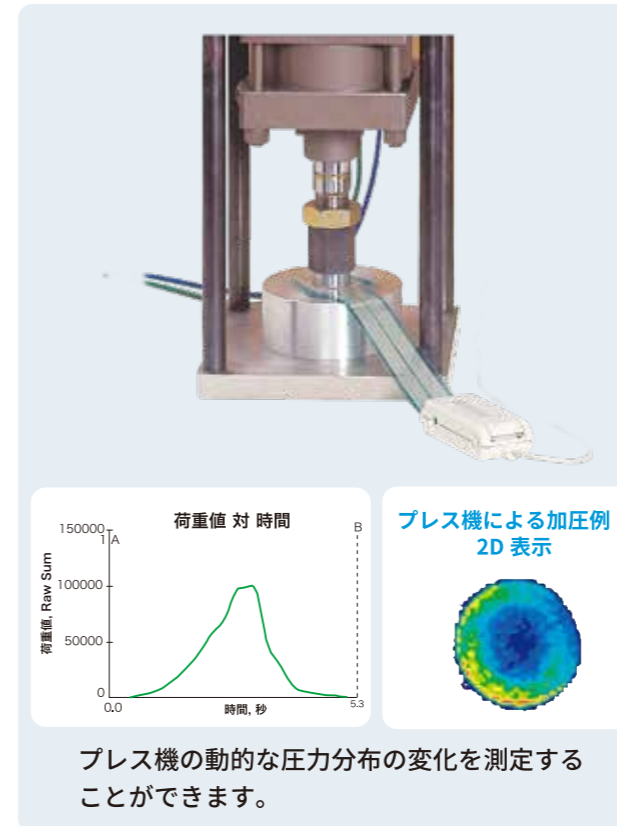 荷重値 対 時間
150000
1 A
B
100000
50000
0
0.0
5.3
荷重値, Raw Sum
時間, 秒
プレス機による加圧例
2D 表示
プレス機の動的な圧力分布の変化を測定する
ことができます。